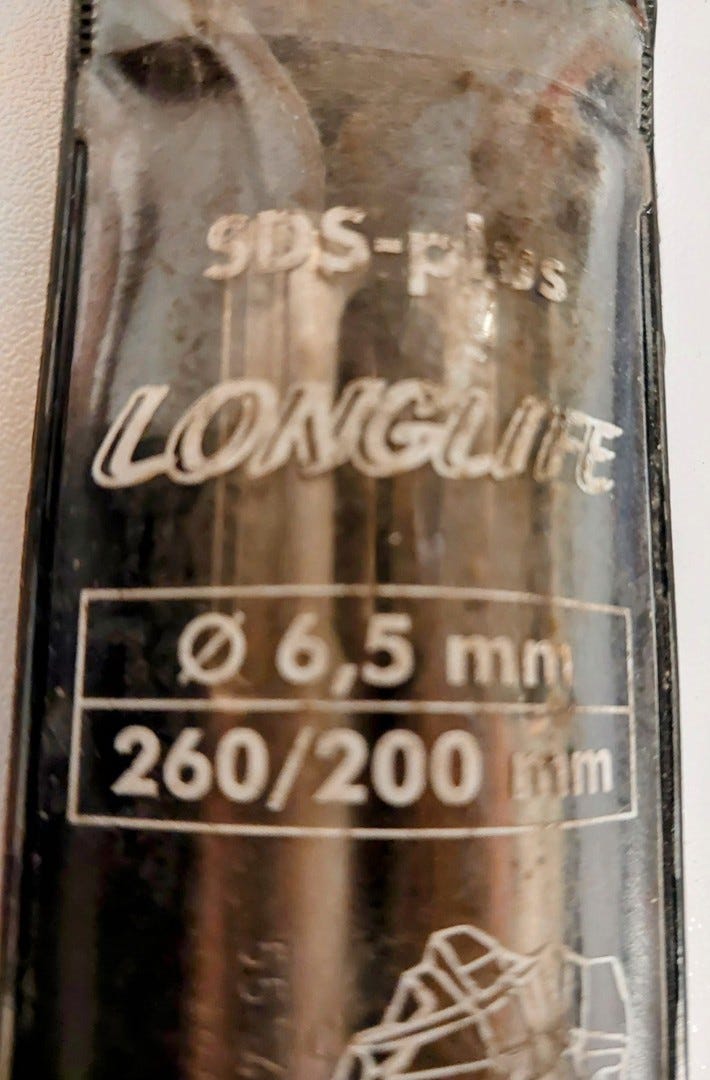 SDS-plus
LONGLIFE
Ø 6,5 mm
260/200 mm